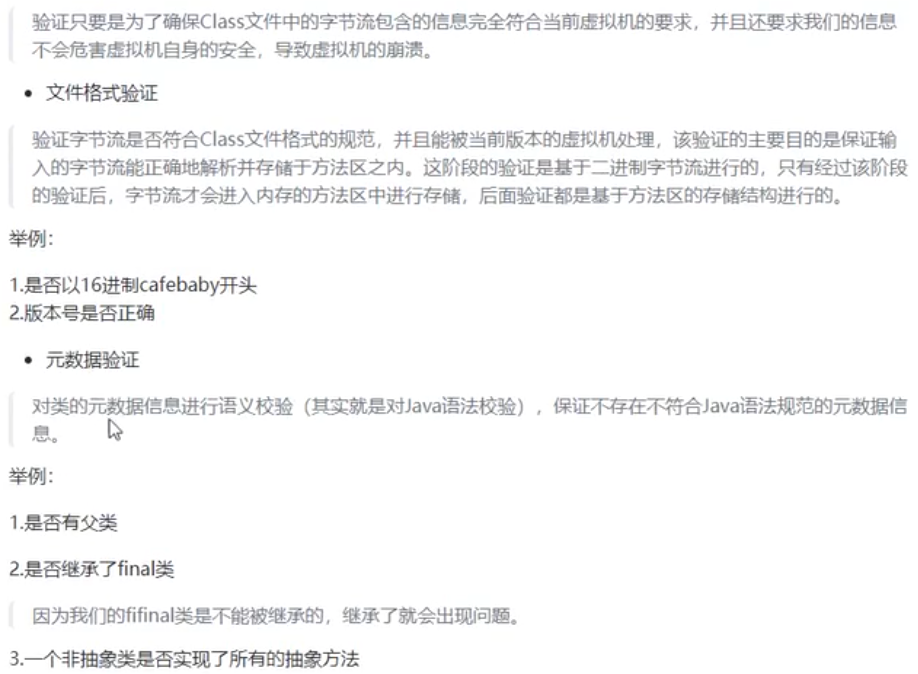 验证只要是为了确保Class文件中的字节流包含的信息完全符合当前虚拟机的要求，并且还要求我们的信息
不会危害虚拟机自身的安全，导致虚拟机的崩溃。
• 文件格式验证
验证字节流是否符合Class文件格式的规范，并且能被当前版本的虚拟机处理，该验证的主要目的是保证输
入的字节流能正确地解析并存储于方法区之内。这阶段的验证是基于二进制字节流进行的，只有经过该阶段
的验证后，字节流才会进入内存的方法区中进行存储，后面验证都是基于方法区的存储结构进行的。
举例：
1.是否以16进制cafebaby开头
2.版本号是否正确
• 元数据验证
对类的元数据信息进行语义校验（其实就是对Java语法校验），保证不存在不符合Java语法规范的元数据信
息。
举例：
1.是否有父类
2.是否继承了final类
因为我们的fifinal类是不能被继承的，继承了就会出现问题。
3.一个非抽象类是否实现了所有的抽象方法